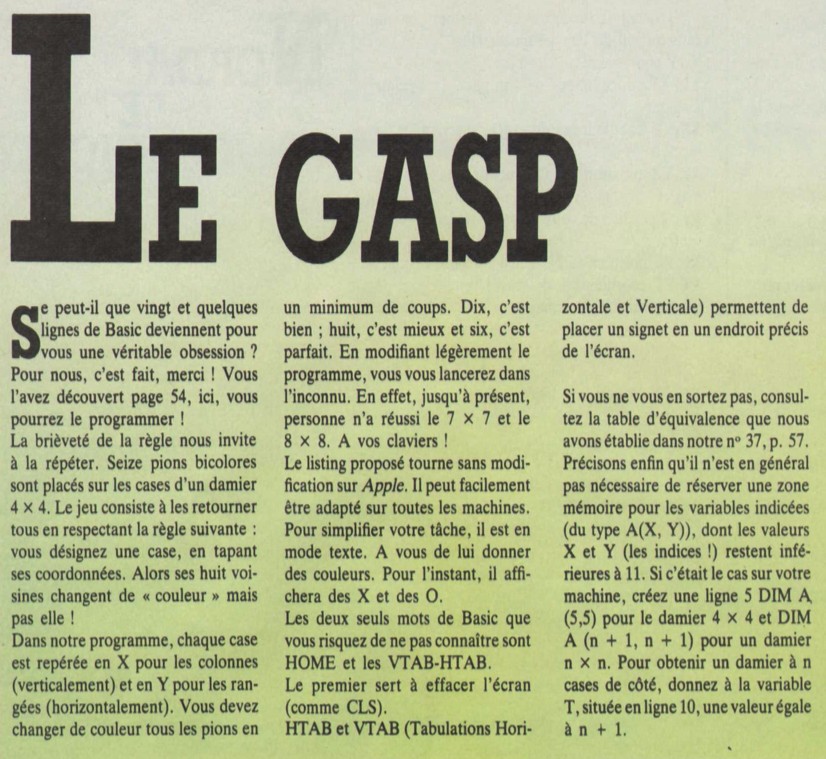 LE GASP
Se peut-il que vingt et quelques
lignes de Basic deviennent pour
vous une véritable obsession ?
Pour nous, c'est fait, merci ! Vous
l'avez découvert page 54, ici, vous
pourrez le programmer !
La brièveté de la règle nous invite
à la répéter. Seize pions bicolores
sont placés sur les cases d'un damier
4 × 4. Le jeu consiste à les retourner
tous en respectant la règle suivante :
vous désignez une case, en tapant
ses coordonnées. Alors ses huit voi-
sines changent de « couleur » mais
pas elle !
Dans notre programme, chaque case
est repérée en X pour les colonnes
(verticalement) et en Y pour les ran-
gées (horizontalement). Vous devez
changer de couleur tous les pions en
un minimum de coups. Dix, c'est
bien ; huit, c'est mieux et six, c'est
parfait. En modifiant légèrement le
programme, vous vous lancerez dans
l'inconnu. En effet, jusqu'à présent,
personne n'a réussi le 7 × 7 et le
8 × 8. A vos claviers !
Le listing proposé tourne sans modi-
fication sur Apple. Il peut facilement
être adapté sur toutes les machines.
Pour simplifier votre tâche, il est en
mode texte. A vous de lui donner
des couleurs. Pour l'instant, il affi-
chera des X et des O.
Les deux seuls mots de Basic que
vous risquez de ne pas connaître sont
HOME et les VTAB-HTAB.
Le premier sert à effacer l'écran
(comme CLS).
HTAB et VTAB (Tabulations Hori-
zontale et Verticale) permettent de
placer un signet en un endroit précis
de l'écran.
Si vous ne vous en sortez pas, consul-
tez la table d'équivalence que nous
avons établie dans notre nº 37, p. 57.
Précisons enfin qu'il n'est en général
pas nécessaire de réserver une zone
mémoire pour les variables indicées
(du type A(X, Y)), dont les valeurs
X et Y (les indices !) restent infé-
rieures à 11. Si c'était le cas sur votre
machine, créez une ligne 5 DIM A
(5,5) pour le damier 4 × 4 et DIM
A (n + 1, n + 1) pour un damier
n × n. Pour obtenir un damier à n
cases de côté, donnez à la variable
T, située en ligne 10, une valeur égale
à n + 1.